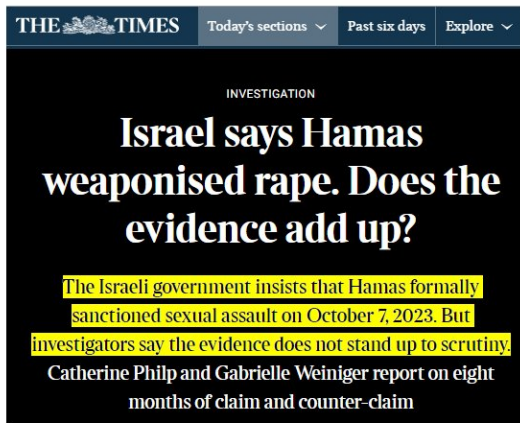 THE TIMES Today's sections Past six days Explore
INVESTIGATION
Israel says Hamas
weaponised rape. Does the
evidence add up?
The Israeli government insists that Hamas formally
sanctioned sexual assault on October 7, 2023. But
investigators say the evidence does not stand up to scrutiny.
Catherine Philp and Gabrielle Weiniger report on eight
months of claim and counter-claim